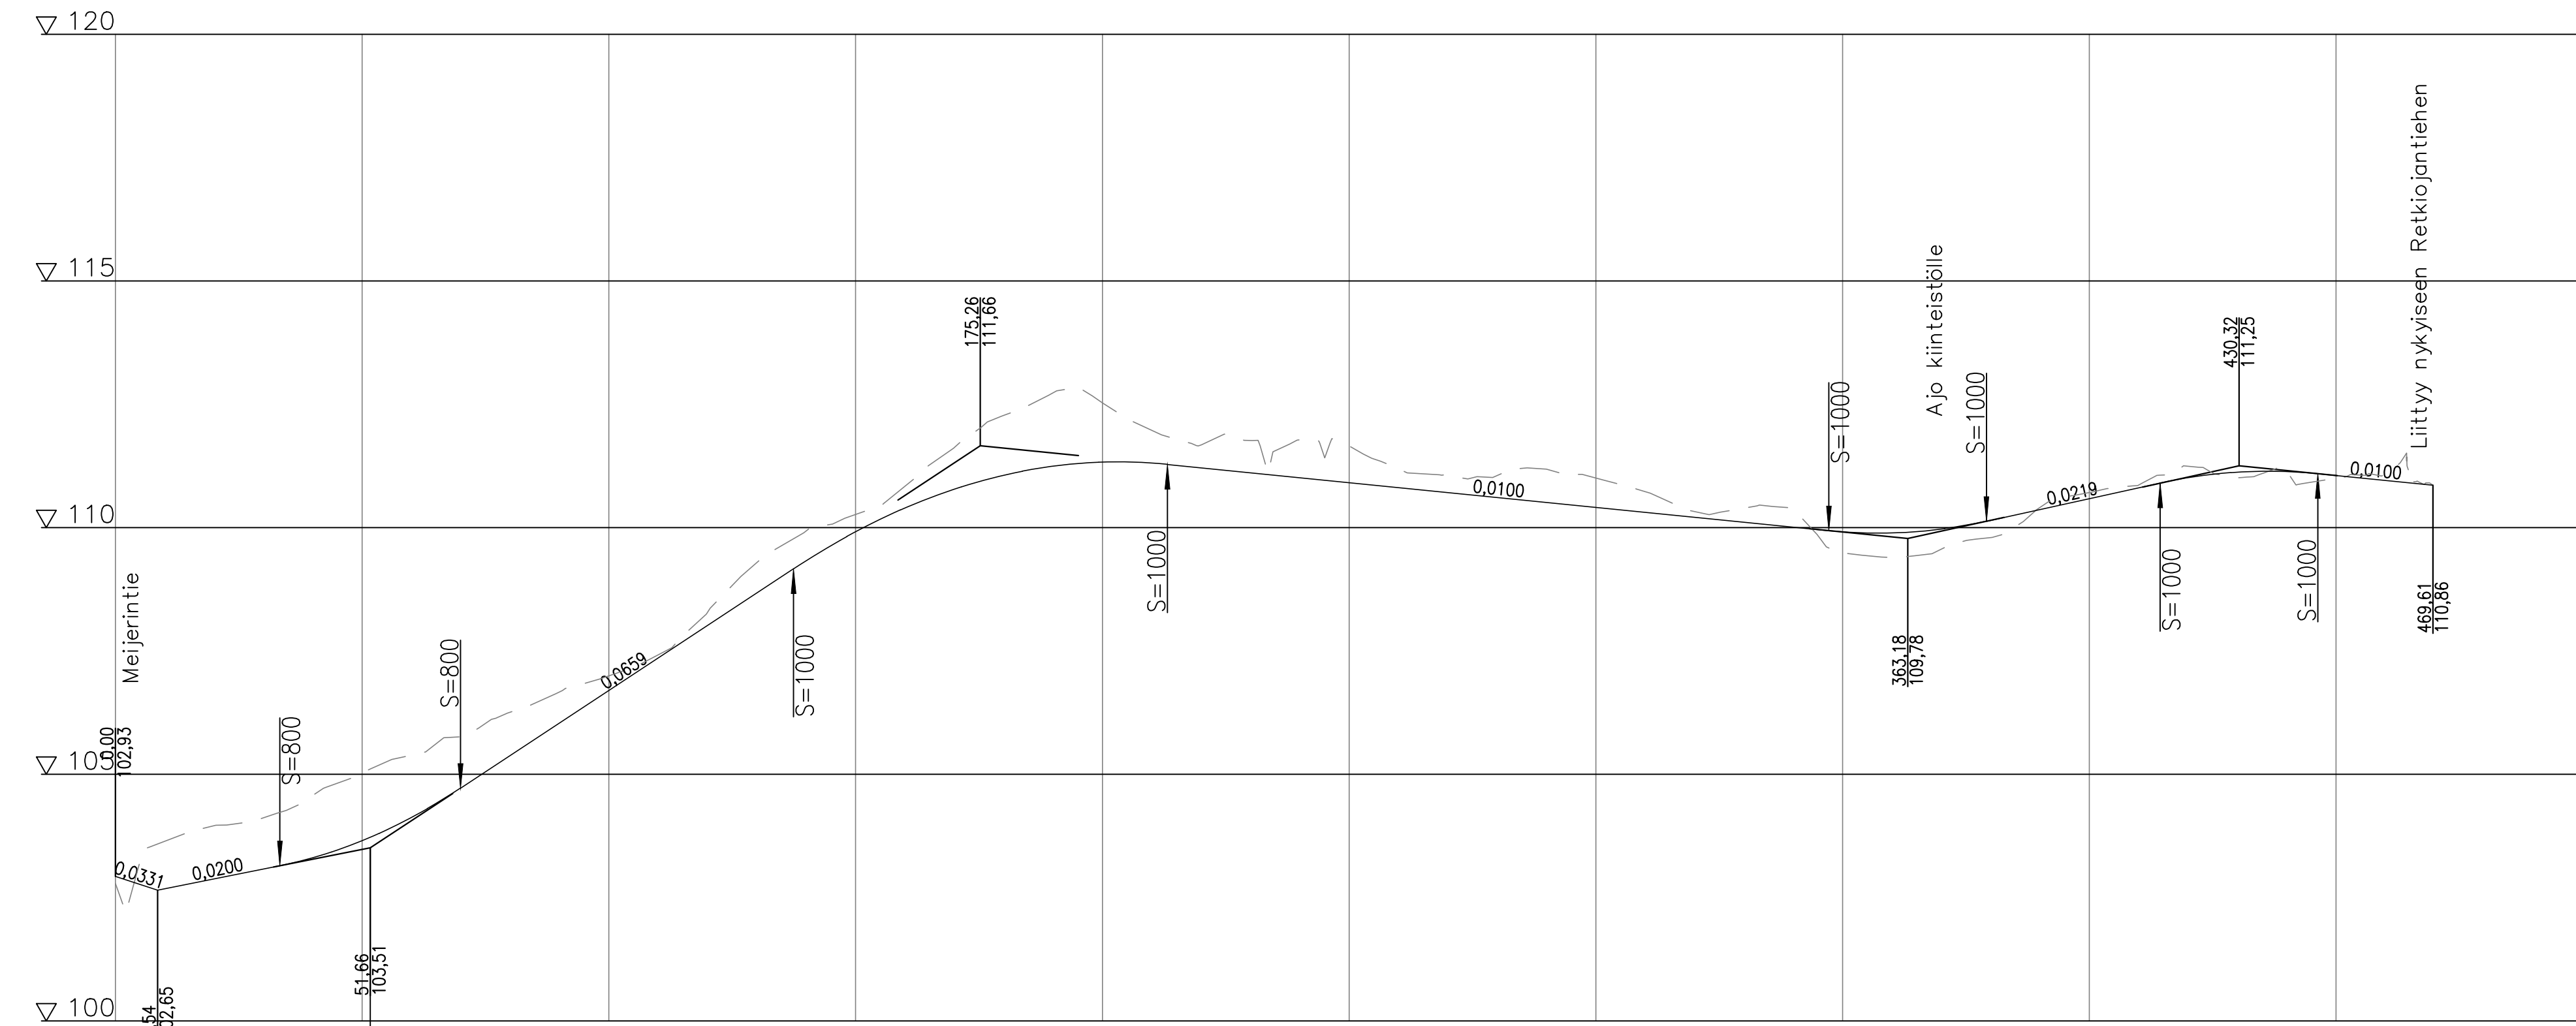 120
115
110
105
100
Meijerintie
0,00
102,93
0,0331
0,0200
S=800
51,66
103,51
S=800
0,0659
S=1000
175,26
111,66
S=1000
0,0100
S=1000
363,18
109,78
Ajo kiinteistölle
S=1000
0,0219
S=1000
430,32
111,25
S=1000
0,0100
Liittyy nykyiseen Retkiojantiehen
469,61
110,86